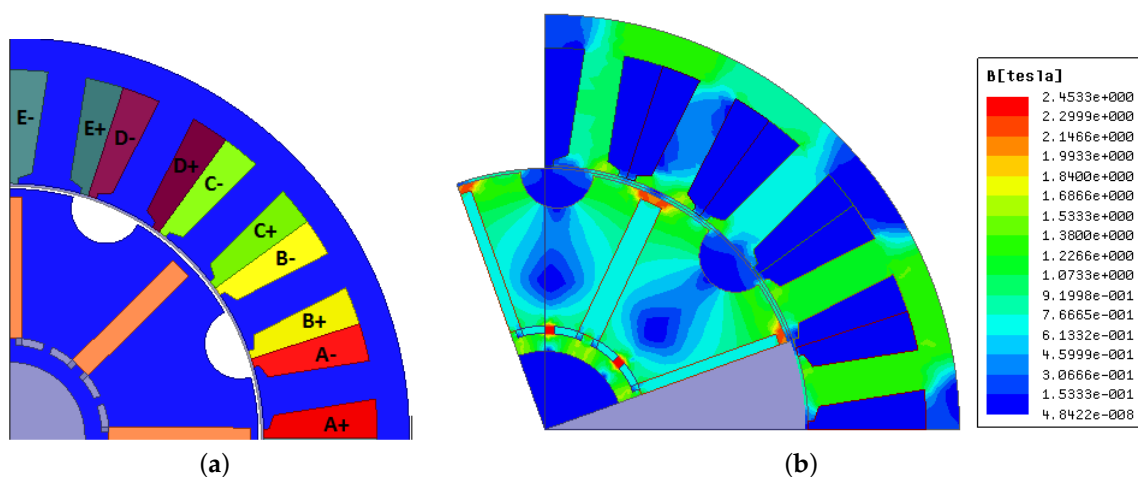 E-
E+
D-
D+
C-
C+
B-
B+
A-
A+
(a)
(b)
B[tesla]
2.4533e+000
2.2999e+000
2.1466e+000
1.9933e+000
1.8400e+000
1.6866e+000
1.5333e+000
1.3800e+000
1.2266e+000
1.0733e+000
9.1998e-001
7.6665e-001
6.1332e-001
4.5999e-001
3.0666e-001
1.5333e-001
4.8422e-008